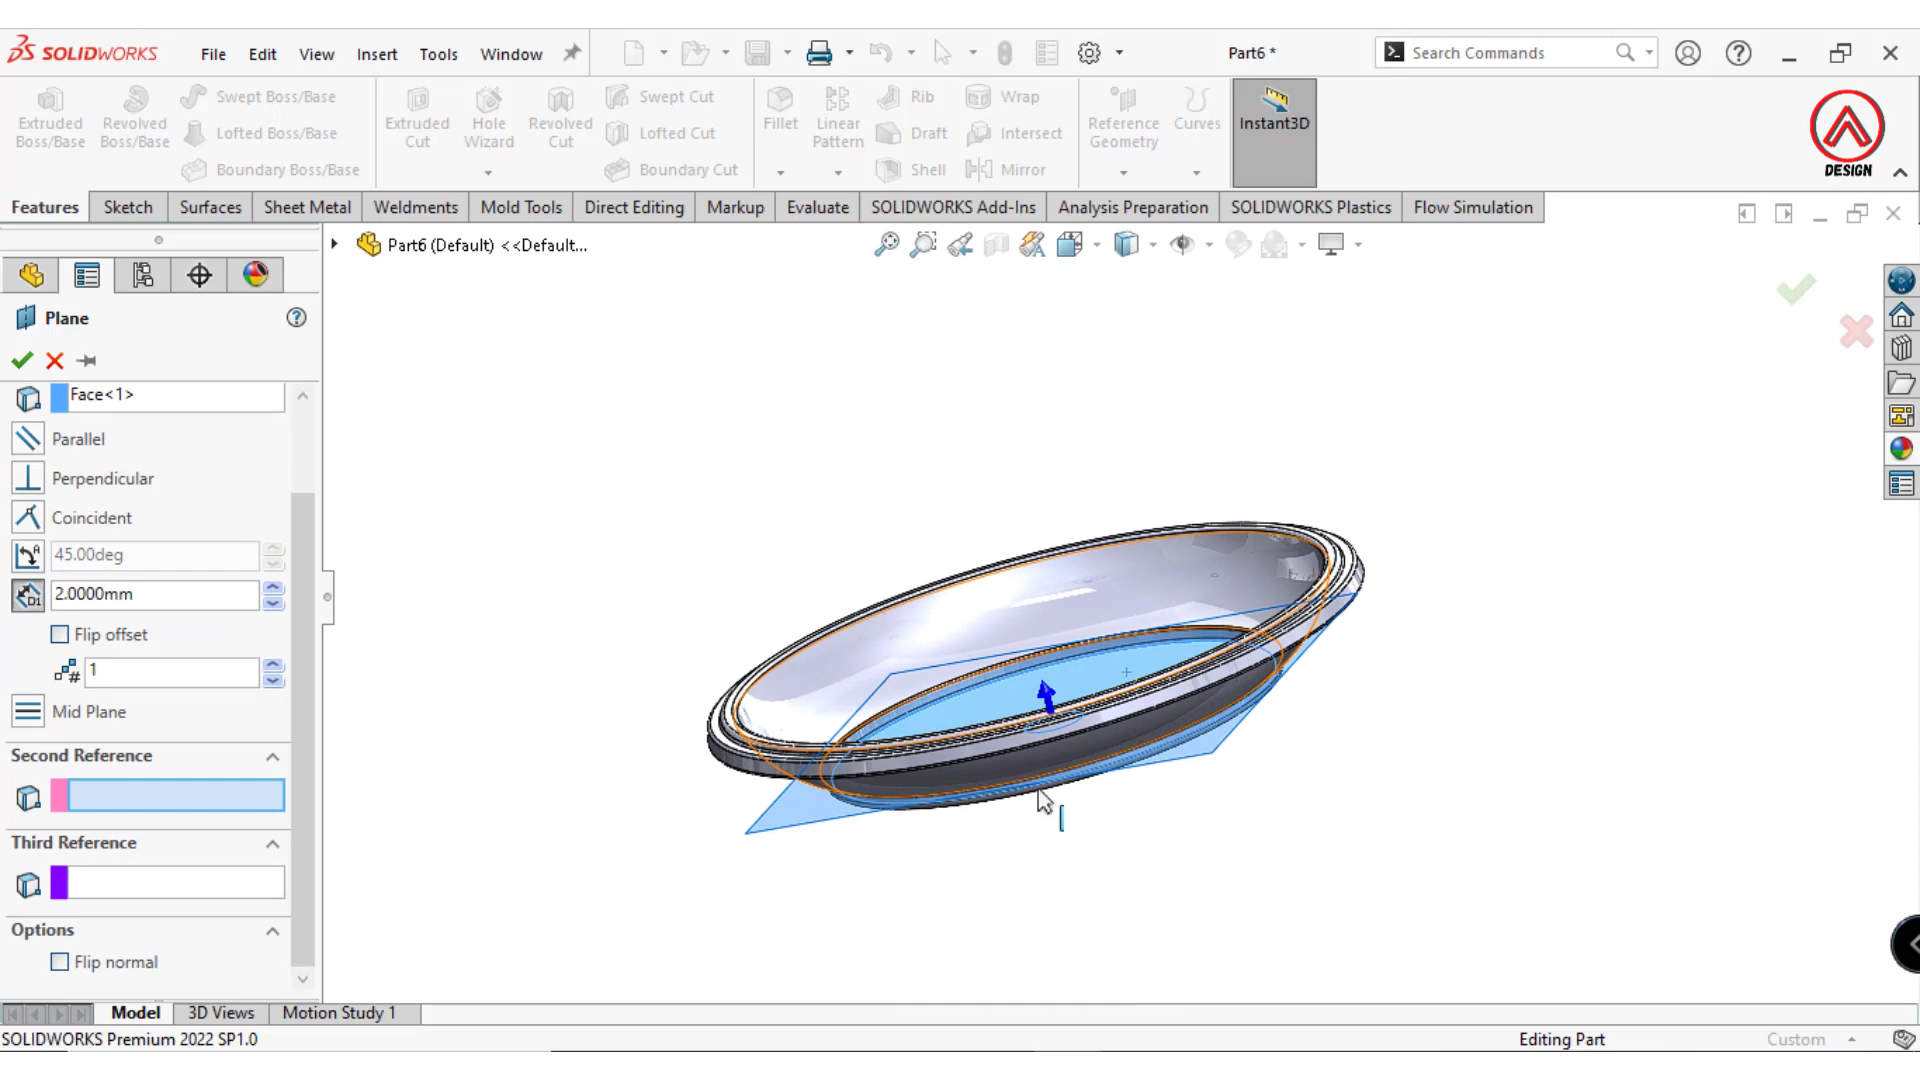 SOLIDWORKS File Edit View Insert Tools Window Part6 * Search Commands
Extruded Boss/Base
Revolved Boss/Base
Swept Boss/Base
Lofted Boss/Base
Boundary Boss/Base
Extruded Cut
Hole Wizard
Revolved Cut
Swept Cut
Lofted Cut
Boundary Cut
Fillet
Linear Pattern
Rib
Draft
Shell
Wrap
Intersect
Mirror
Reference Geometry
Curves
Instant3D
DESIGN
Features Sketch Surfaces Sheet Metal Weldments Mold Tools Direct Editing Markup Evaluate SOLIDWORKS Add-Ins Analysis Preparation SOLIDWORKS Plastics Flow Simulation
Part6 (Default) <<Default...
Plane
Face<1>
Parallel
Perpendicular
Coincident
45.00deg
2.0000mm
Flip offset
1
Mid Plane
Second Reference
Third Reference
Options
Flip normal
Model 3D Views Motion Study 1
SOLIDWORKS Premium 2022 SP1.0 Editing Part Custom